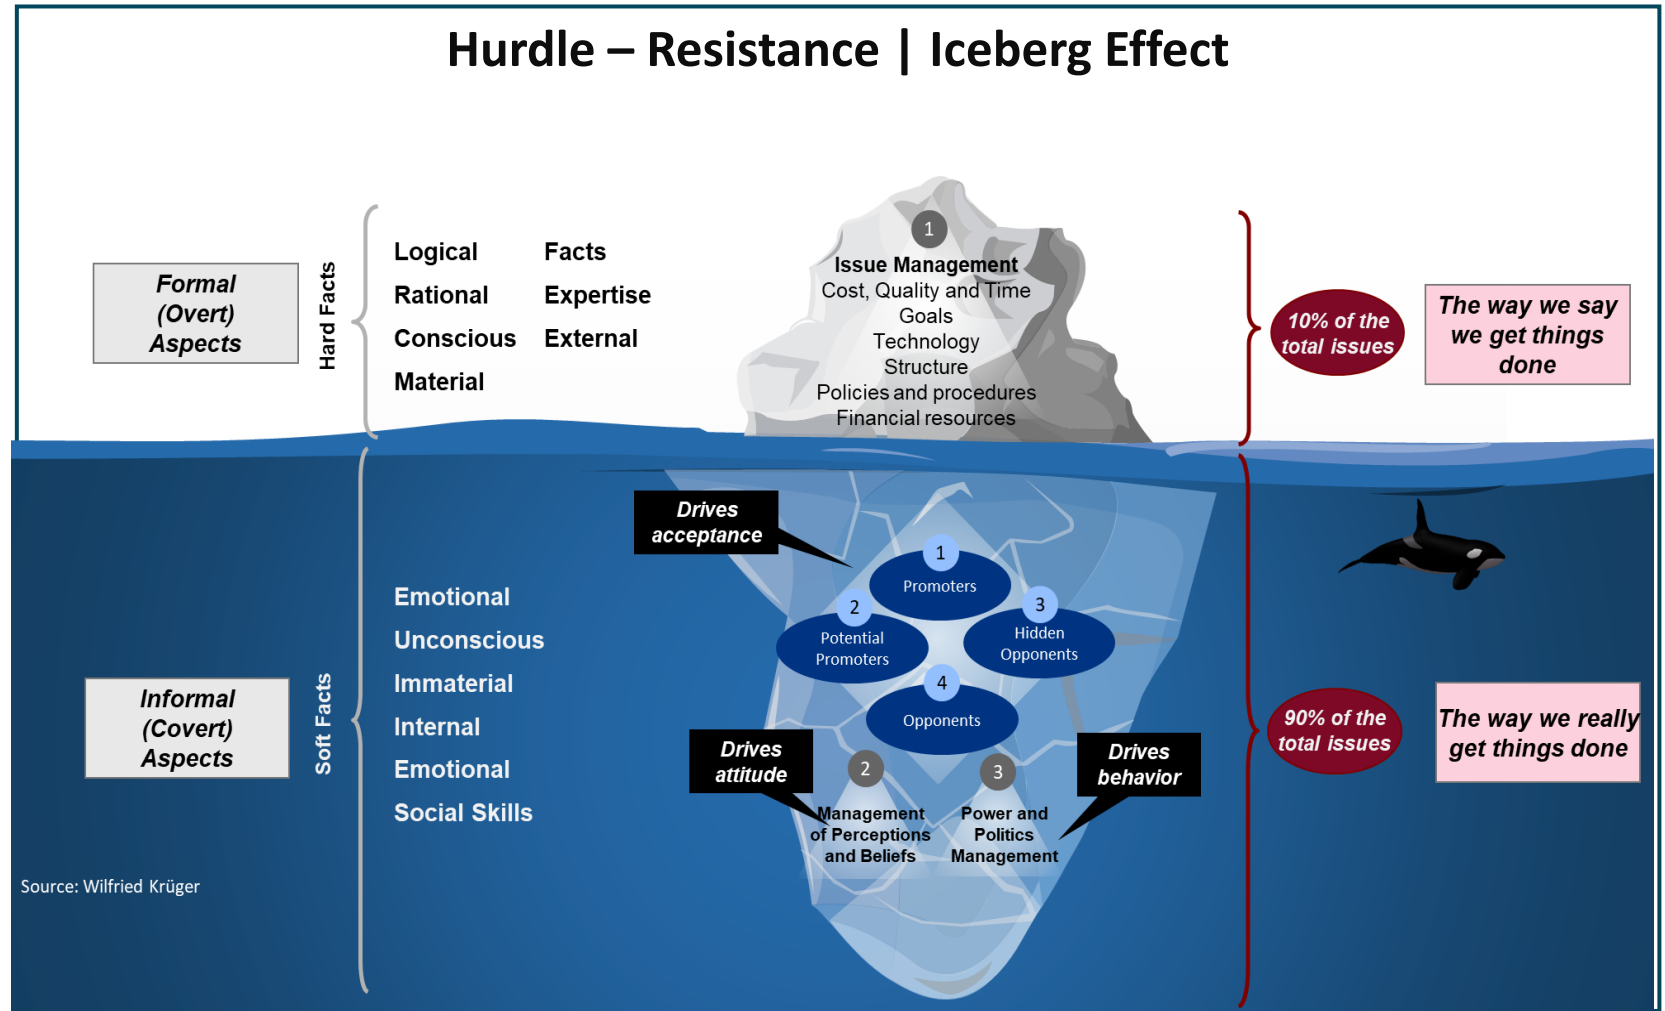 Hurdle – Resistance | Iceberg Effect
Formal
(Overt)
Aspects
Hard Facts
Logical
Rational
Conscious
Material
Facts
Expertise
External
1
Issue Management
Cost, Quality and Time
Goals
Technology
Structure
Policies and procedures
Financial resources
10% of the
total issues
The way we say
we get things
done
Informal
(Covert)
Aspects
Soft Facts
Emotional
Unconscious
Immaterial
Internal
Emotional
Social Skills
Drives
acceptance
1
Promoters
2
Potential
Promoters
3
Hidden
Opponents
4
Opponents
Drives
attitude
2
Management
of Perceptions
and Beliefs
3
Power and
Politics
Management
Drives
behavior
90% of the
total issues
The way we really
get things done
Source: Wilfried Krüger